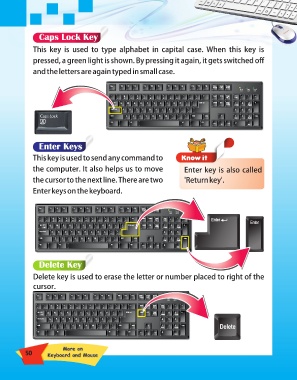 Caps Lock Key
This key is used to type alphabet in capital case. When this key is
pressed, a green light is shown. By pressing it again, it gets switched off
and the letters are again typed in small case.
Caps Lock
Enter Keys
This key is used to send any command to
the computer. It also helps us to move
the cursor to the next line. There are two
Enter keys on the keyboard.
Know it
Enter key is also called
'Return key'.
Enter
Enter
Delete Key
Delete key is used to erase the letter or number placed to right of the
cursor.
Delete
50
More on
Keyboard and Mouse